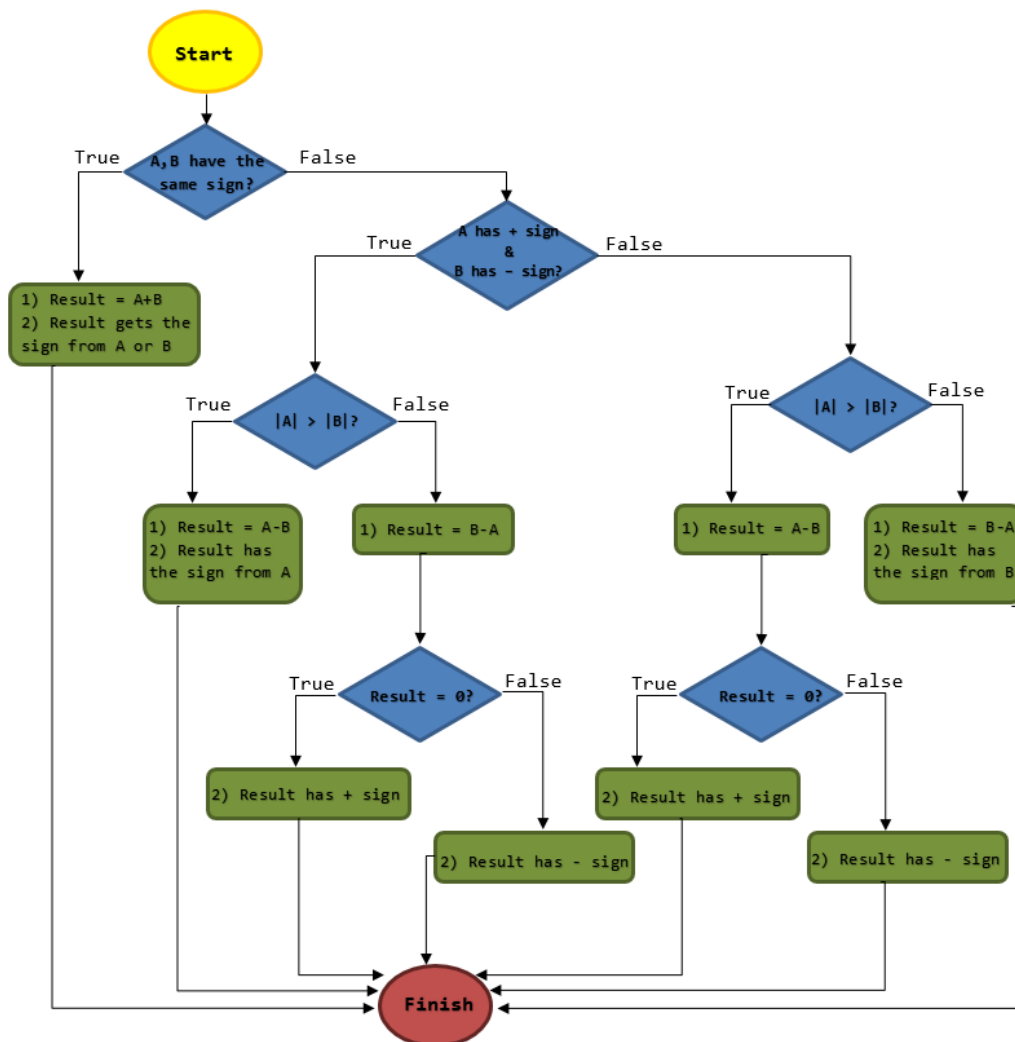 Start
True
A,B have the
same sign?
False
True
A has + sign
&
B has – sign?
False
1) Result = A+B
2) Result gets the
sign from A or B
True
|A| > |B|?
False
True
|A| > |B|?
False
1) Result = A-B
2) Result has
the sign from A
1) Result = B-A
1) Result = A-B
1) Result = B-A
2) Result has
the sign from B
True
Result = 0?
False
True
Result = 0?
False
2) Result has + sign
2) Result has + sign
2) Result has - sign
2) Result has - sign
Finish